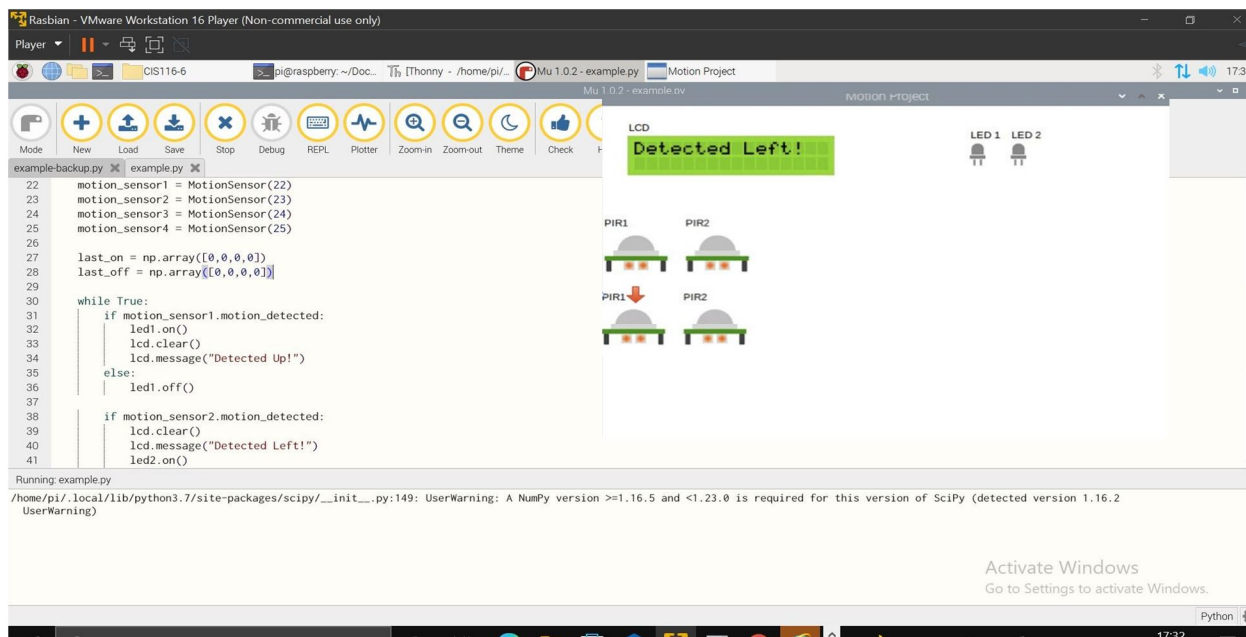 Rasbian - VMware Workstation 16 Player (Non-commercial use only)
Player
CIS116-6 pi@raspberry: ~/Doc... [Thonny - /home/pi/... Mu 1.0.2 - example.py Motion Project 17:3
Mu 1.0.2 - example.py
Motion Project
Mode New Load Save Stop Debug REPL Plotter Zoom-in Zoom-out Theme Check
example-backup.py example.py
22 motion_sensor1 = MotionSensor(22)
23 motion_sensor2 = MotionSensor(23)
24 motion_sensor3 = MotionSensor(24)
25 motion_sensor4 = MotionSensor(25)
26
27 last_on = np.array([0,0,0,0])
28 last_off = np.array([0,0,0,0])
29
30 while True:
31 if motion_sensor1.motion_detected:
32 led1.on()
33 lcd.clear()
34 lcd.message("Detected Up!")
35 else:
36 led1.off()
37
38 if motion_sensor2.motion_detected:
39 lcd.clear()
40 lcd.message("Detected Left!")
41 led2.on()
LCD
Detected Left!
LED 1 LED 2
PIR1 PIR2
PIR1 PIR2
Running: example.py
/home/pi/.local/lib/python3.7/site-packages/scipy/__init__.py:149: UserWarning: A NumPy version >=1.16.5 and <1.23.0 is required for this version of SciPy (detected version 1.16.2
UserWarning)
Activate Windows
Go to Settings to activate Windows.
Python
17:32